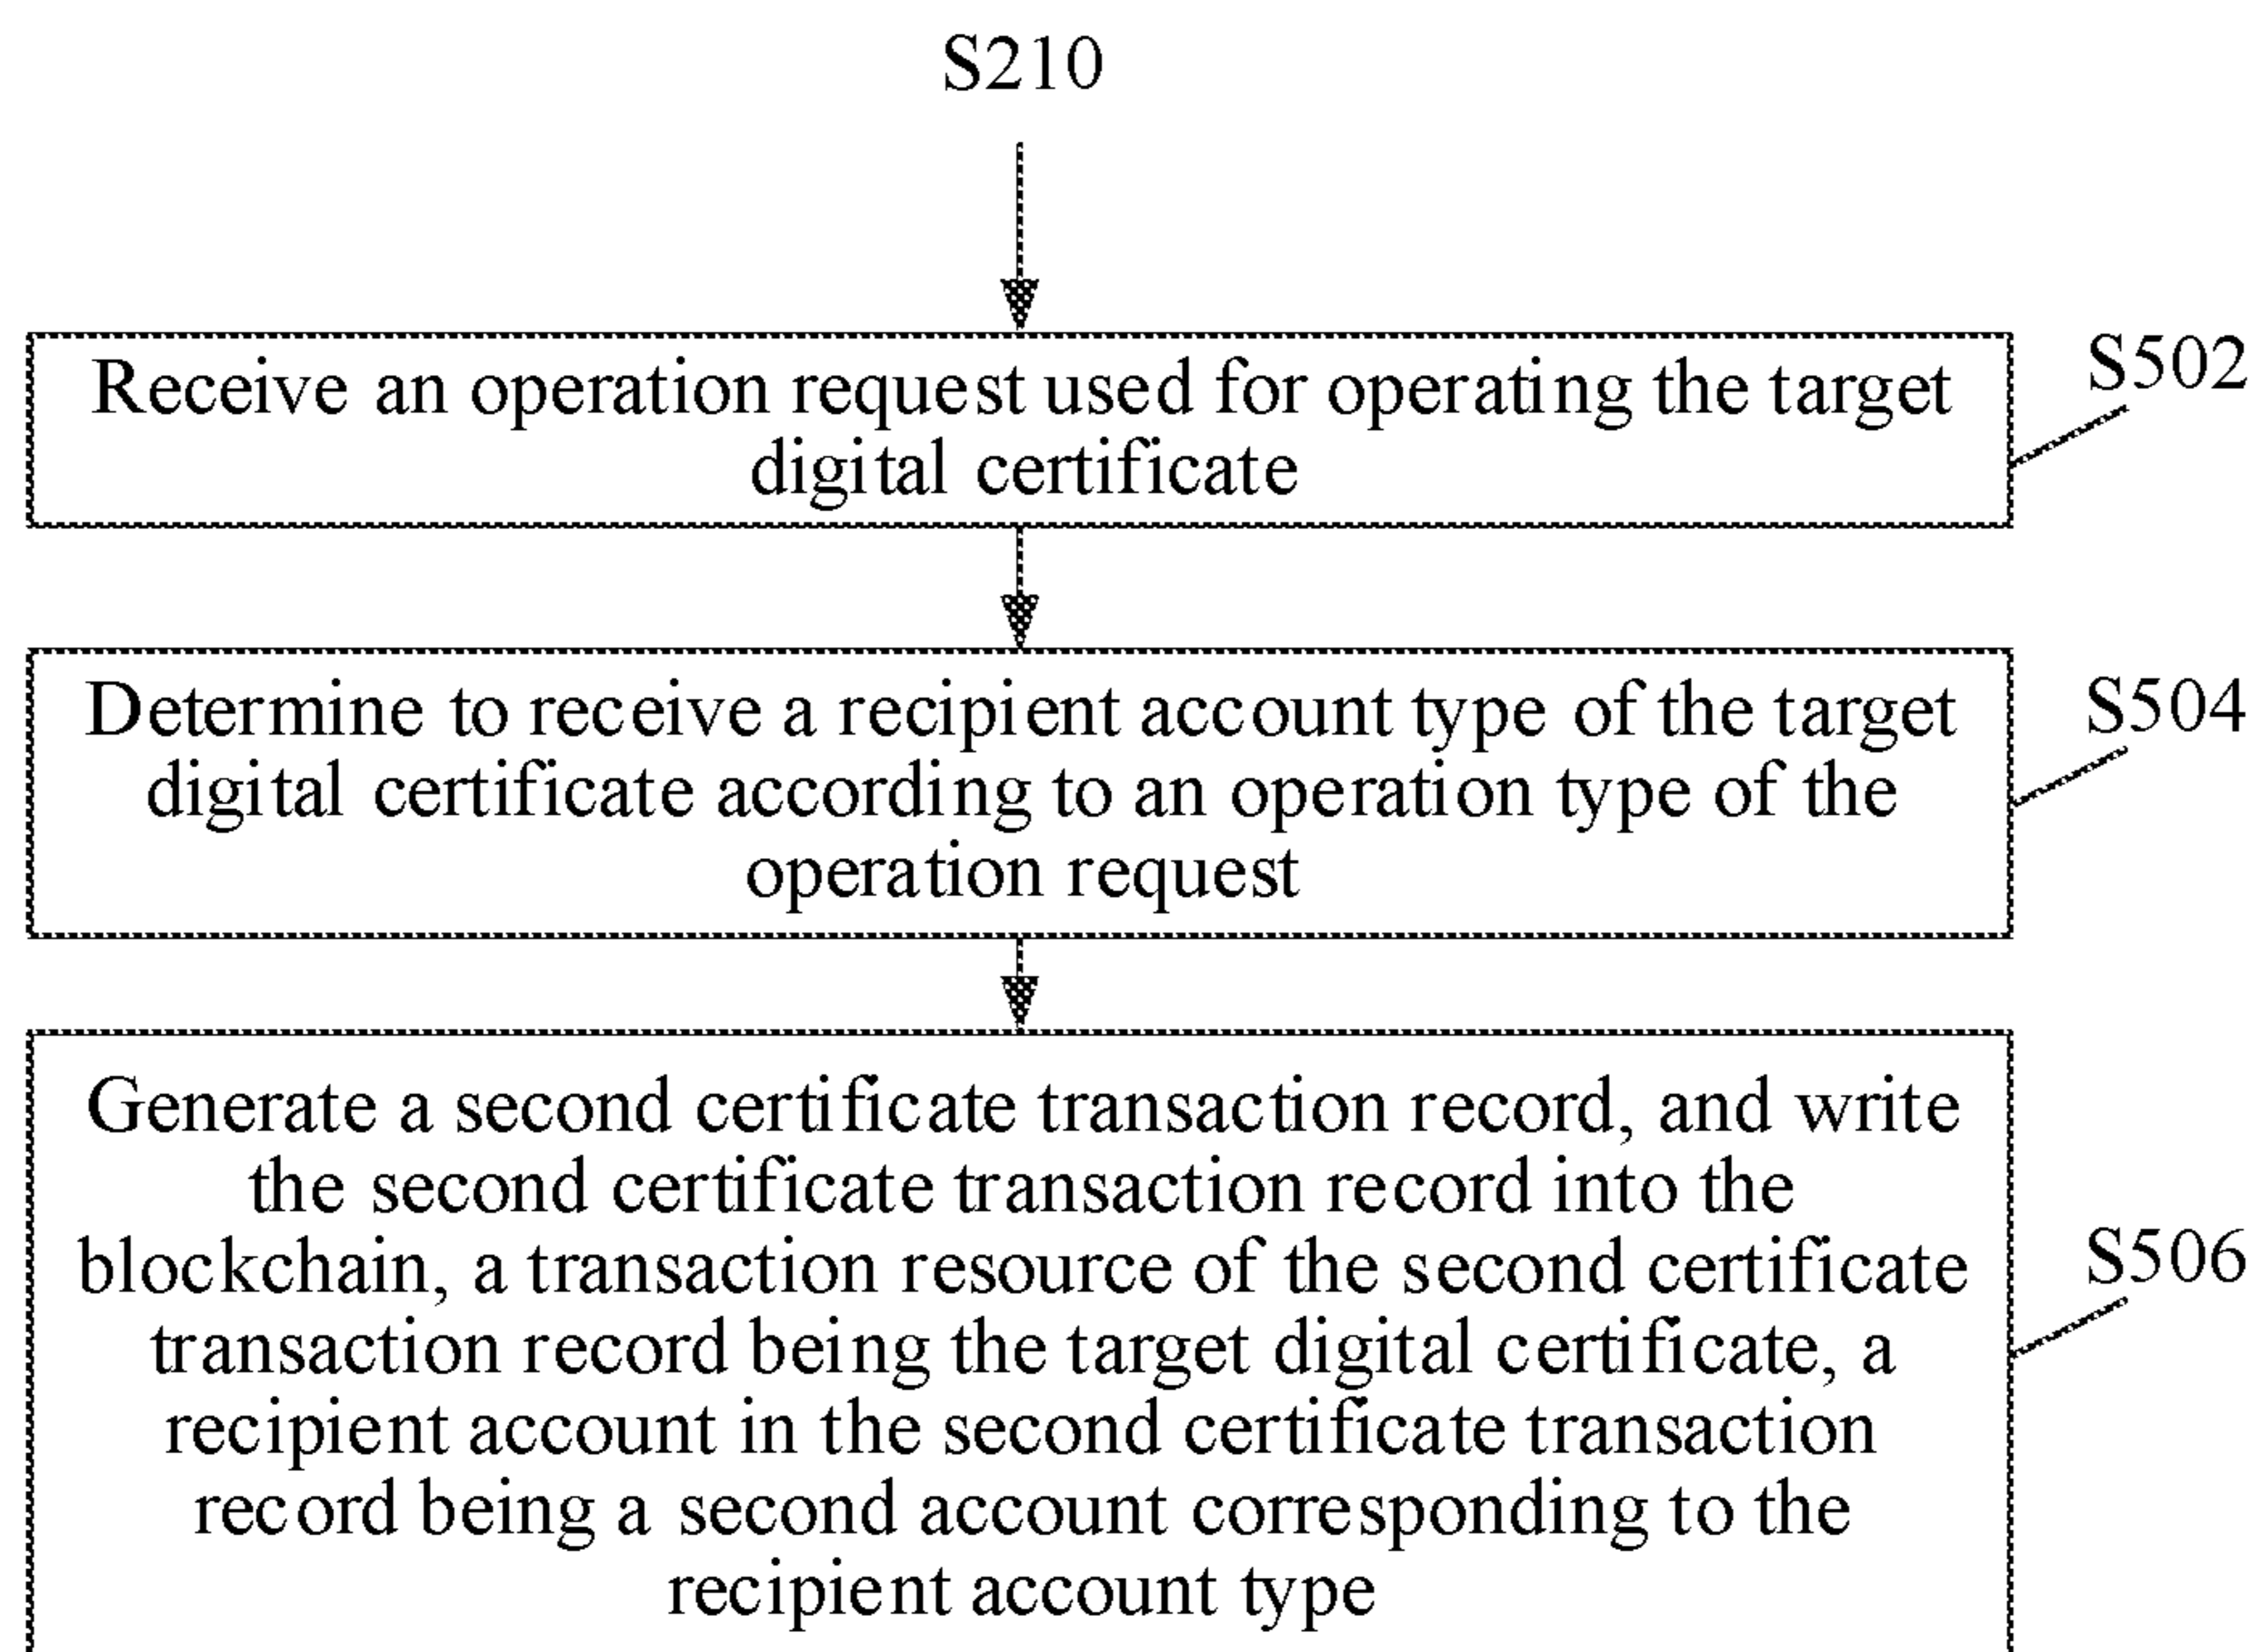 S210
Receive an operation request used for operating the target
digital certificate
S502
Determine to receive a recipient account type of the target
digital certificate according to an operation type of the
operation request
S504
Generate a second certificate transaction record, and write
the second certificate transaction record into the
blockchain, a transaction resource of the second certificate
transaction record being the target digital certificate, a
recipient account in the second certificate transaction
record being a second account corresponding to the
recipient account type
S506